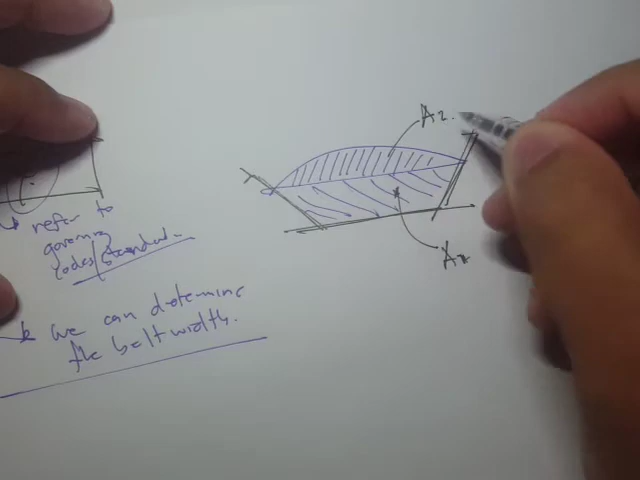 refer to
governing
codes/standard.
* We can determine
the belt width.
A2.
A1